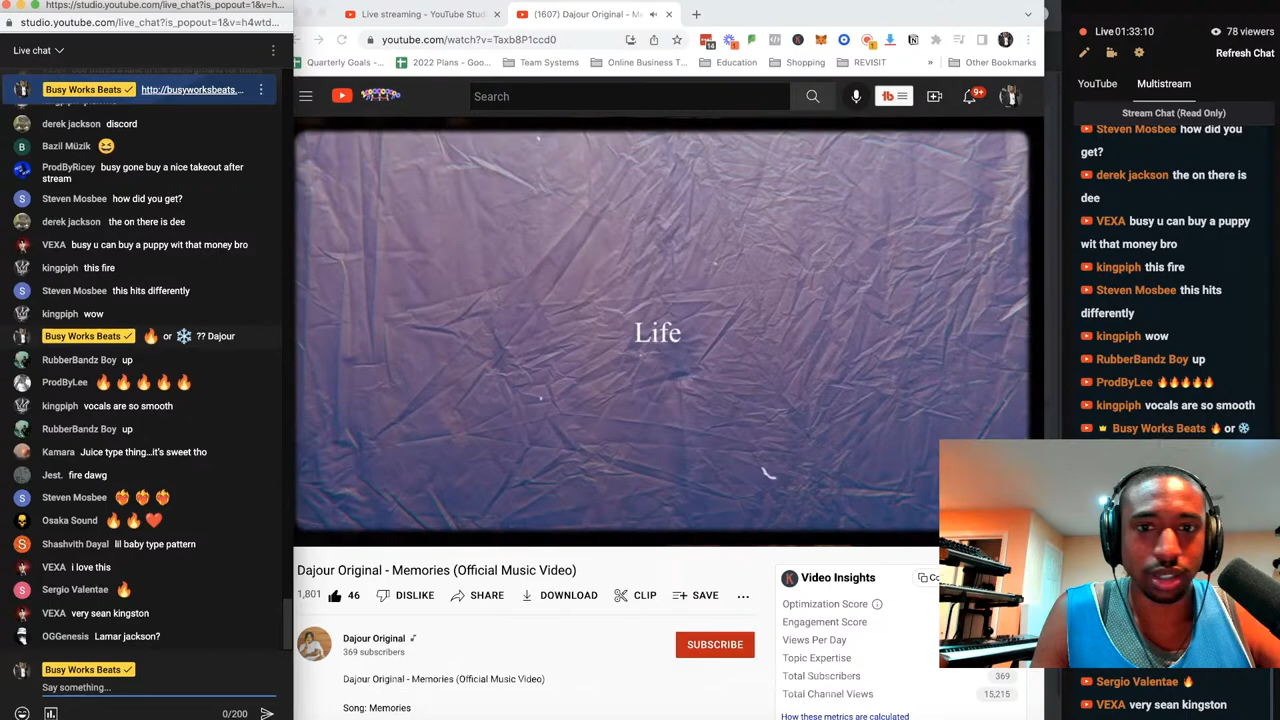 https://studio.youtube.com/live_chat?is_popout=1&v=h
studio.youtube.com/live_chat?is_popout=1&v=h4wtd...
Live chat
Busy Works Beats http://busyworksbeats....
derek jackson discord
Bazil Müzik
ProdByRicey busy gone buy a nice takeout after
stream
Steven Mosbee how did you get?
derek jackson the on there is dee
VEXA busy u can buy a puppy wit that money bro
kingpiph this fire
Steven Mosbee this hits differently
kingpiph wow
Busy Works Beats 🔥 or ❄️ ?? Dajour
RubberBandz Boy up
ProdByLee 🔥🔥🔥🔥🔥
kingpiph vocals are so smooth
RubberBandz Boy up
Kamara Juice type thing...it's sweet tho
Jest. fire dawg
Steven Mosbee ❤️‍🔥❤️‍🔥❤️‍🔥
Osaka Sound 🔥🔥❤️
Shashvith Dayal lil baby type pattern
VEXA i love this
Sergio Valentae 🔥
VEXA very sean kingston
OGGenesis Lamar jackson?
Busy Works Beats
Say something...
0/200
Live streaming - YouTube Stud
(1607) Dajour Original - Me
youtube.com/watch?v=Taxb8P1ccd0
Quarterly Goals -...
2022 Plans - Goo...
Team Systems
Online Business T...
Education
Shopping
REVISIT
»
Other Bookmarks
Search
9+
Life
Dajour Original - Memories (Official Music Video)
1,801
46
DISLIKE
SHARE
DOWNLOAD
CLIP
SAVE
Dajour Original
369 subscribers
SUBSCRIBE
Dajour Original - Memories (Official Music Video)
Song: Memories
Video Insights
Co
Optimization Score
Engagement Score
Views Per Day
Topic Expertise
Total Subscribers 369
Total Channel Views 15,215
How these metrics are calculated
Live 01:33:10
78 viewers
Refresh Chat
YouTube
Multistream
Stream Chat (Read Only)
Steven Mosbee how did you
get?
derek jackson the on there is
dee
VEXA busy u can buy a puppy
wit that money bro
kingpiph this fire
Steven Mosbee this hits
differently
kingpiph wow
RubberBandz Boy up
ProdByLee 🔥🔥🔥🔥🔥
kingpiph vocals are so smooth
Busy Works Beats 🔥 or ❄️
Sergio Valentae 🔥
VEXA very sean kingston